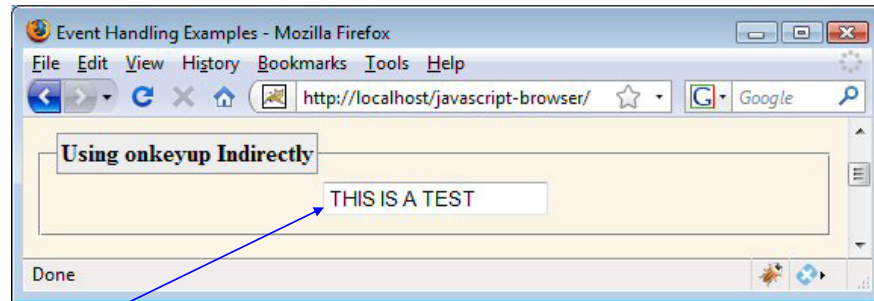 Event Handling Examples - Mozilla Firefox
File Edit View History Bookmarks Tools Help
http://localhost/javascript-browser/ G Google
Using onkeyup Indirectly
THIS IS A TEST
Done